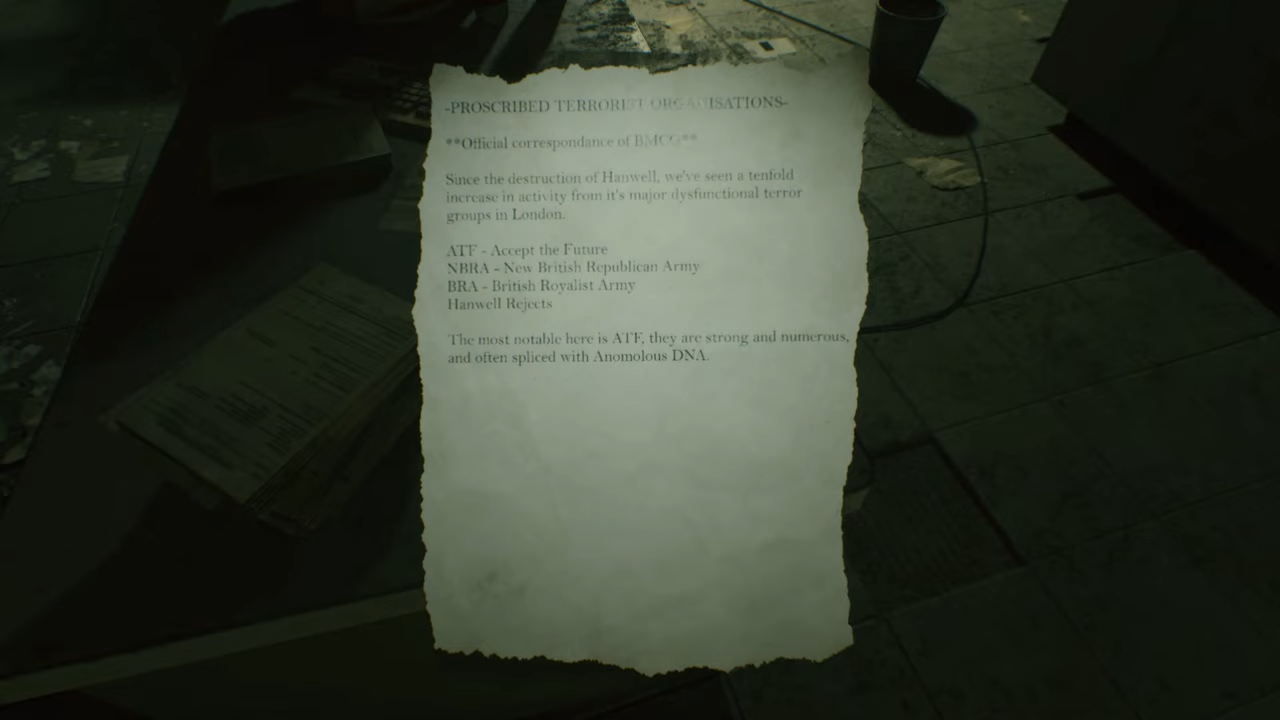 -PROSCRIBED TERRORIST ORGANISATIONS-
**Official correspondance of BMCG**
Since the destruction of Hanwell, we've seen a tenfold
increase in activity from it's major dysfunctional terror
groups in London.
ATF - Accept the Future
NBRA - New British Republican Army
BRA - British Royalist Army
Hanwell Rejects
The most notable here is ATF, they are strong and numerous,
and often spliced with Anomolous DNA.